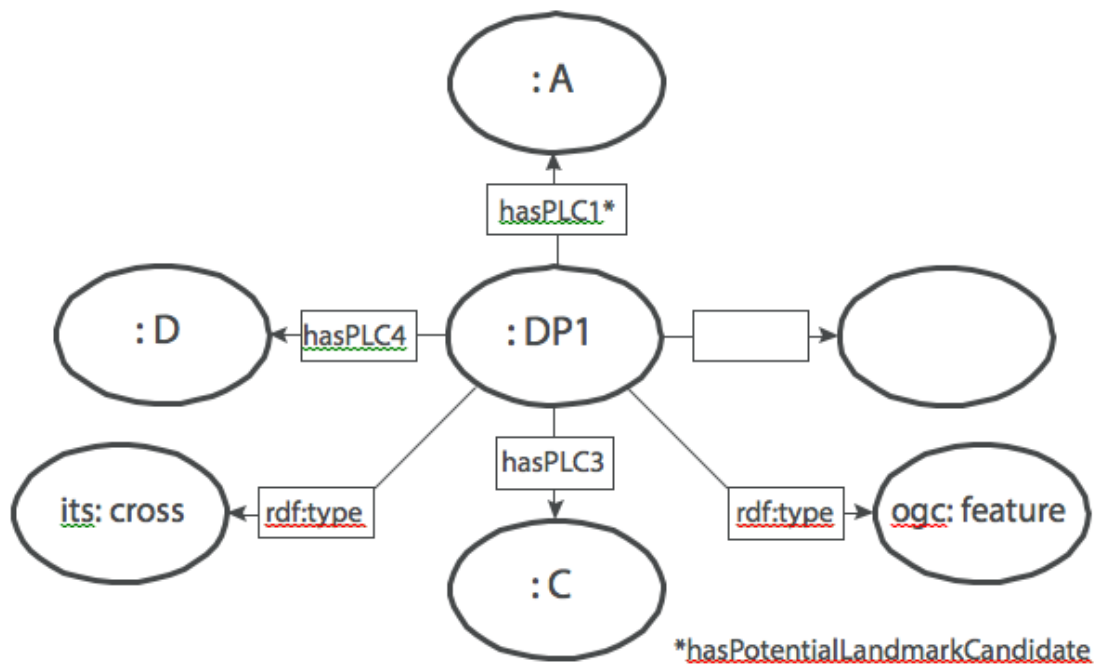 : A
hasPLC1*
: D
hasPLC4
: DP1
hasPLC3
its: cross
rdf:type
rdf:type
ogc: feature
: C
*hasPotentialLandmarkCandidate